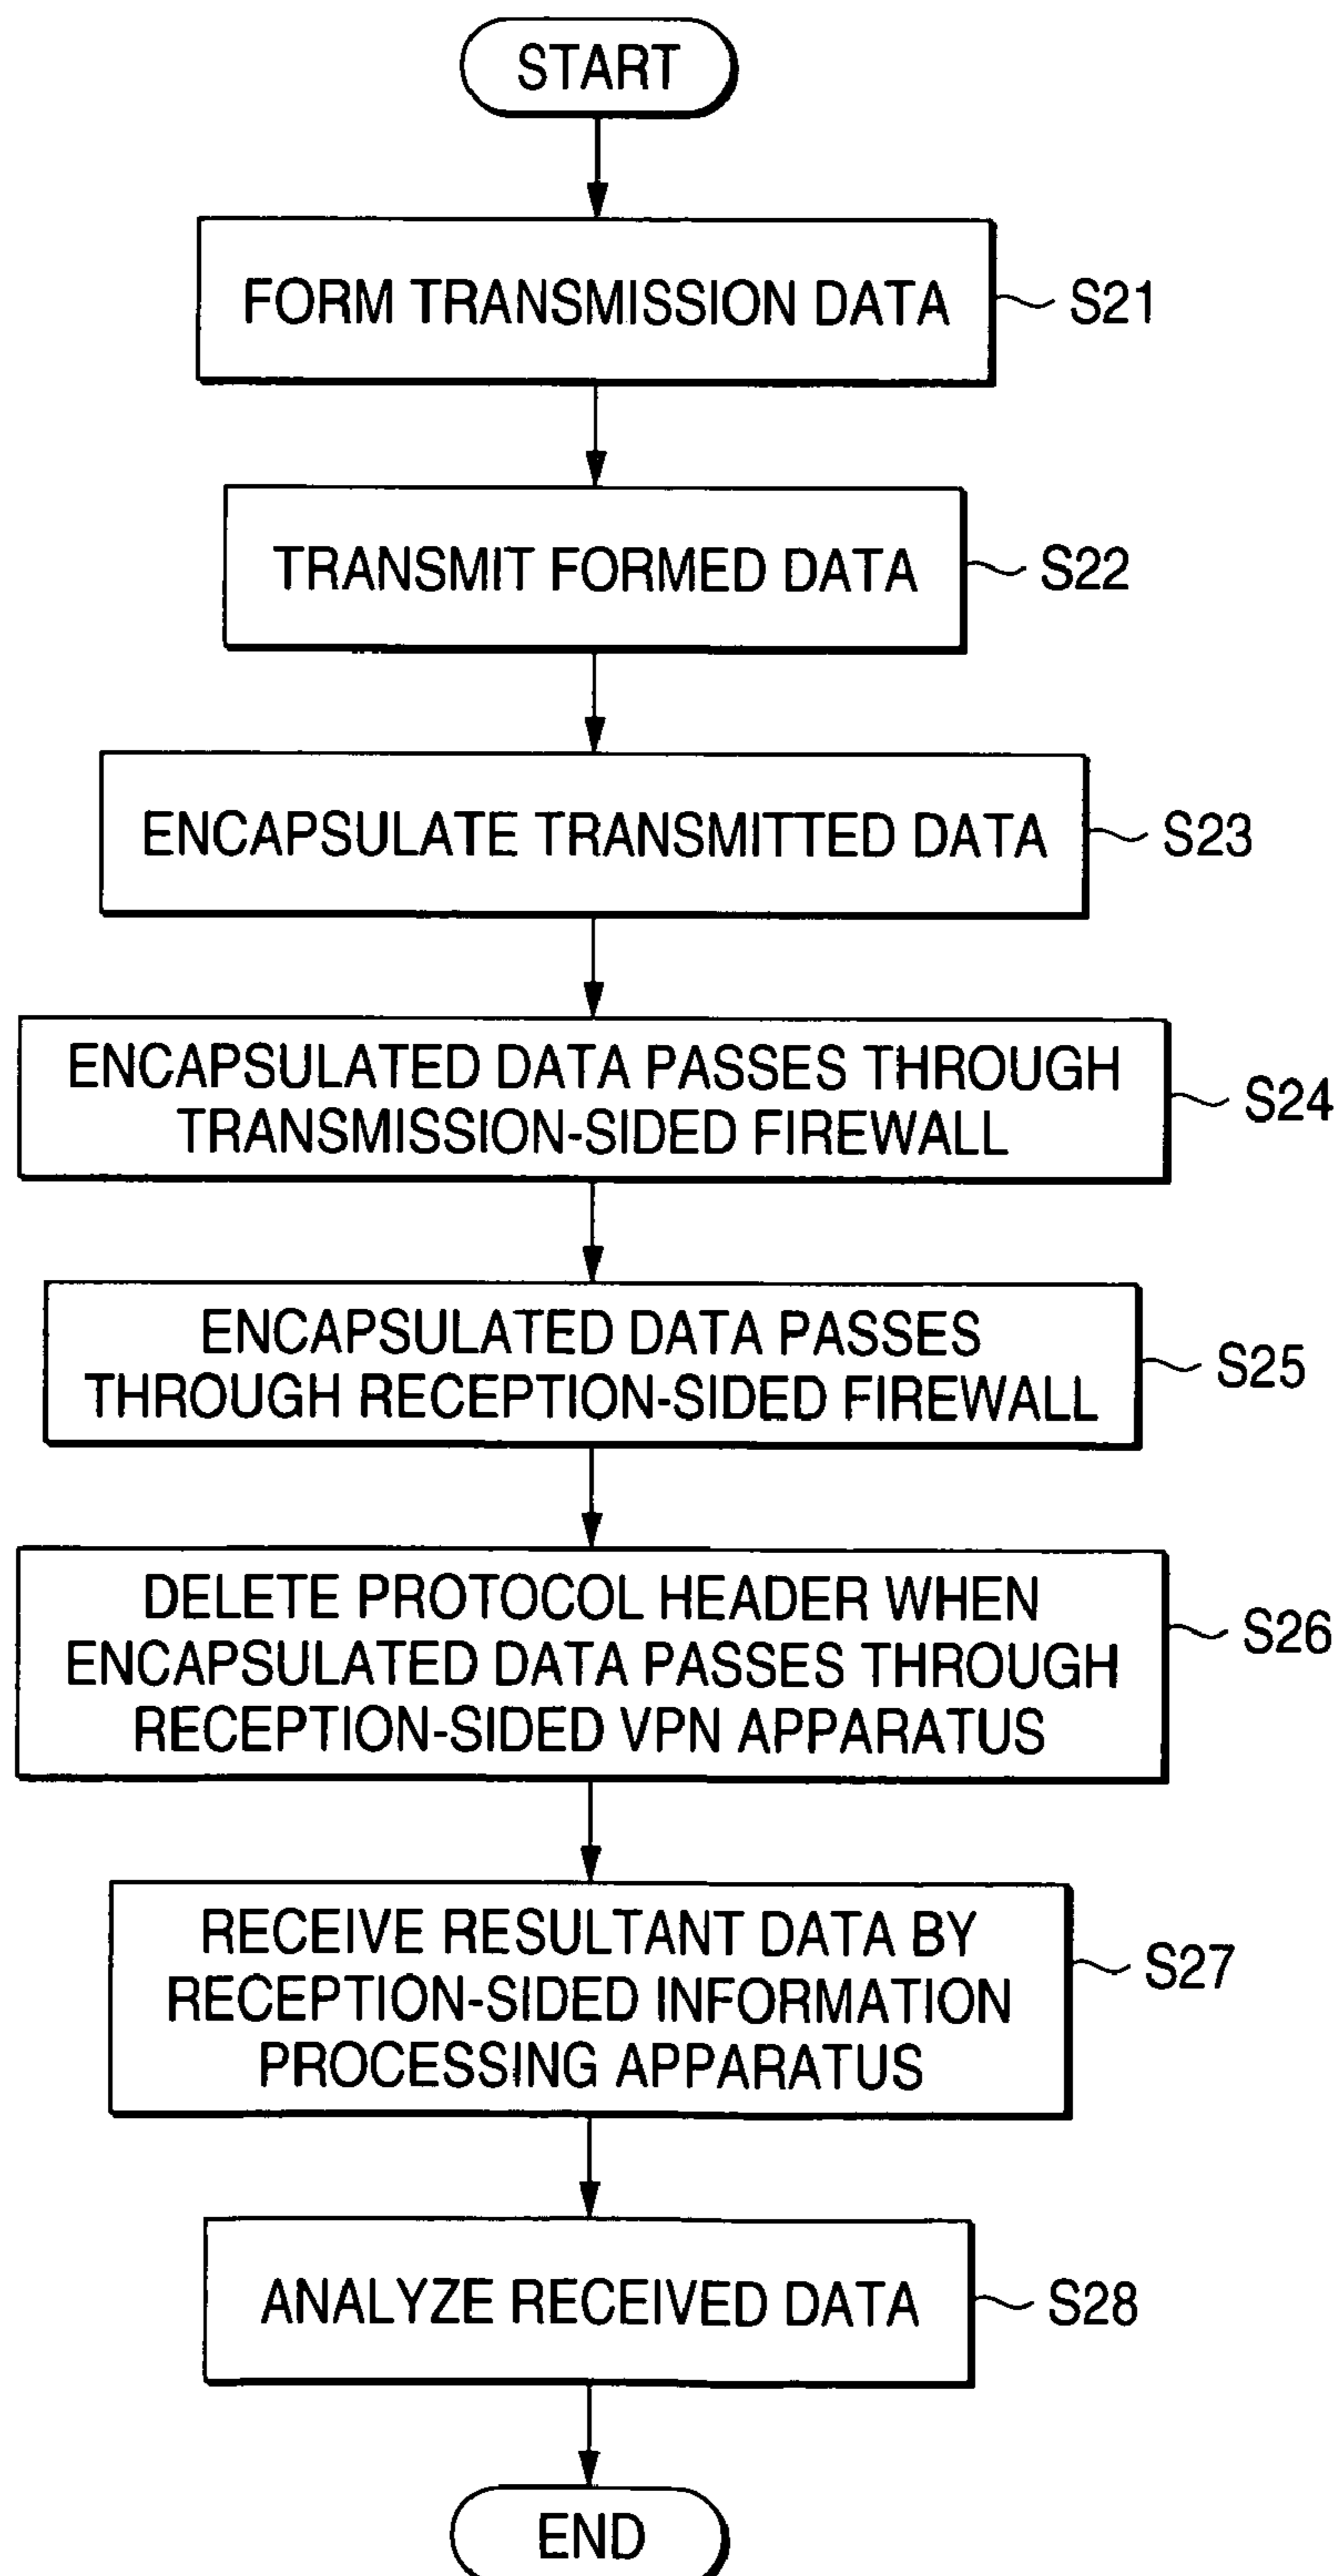 START
FORM TRANSMISSION DATA
S21
TRANSMIT FORMED DATA
S22
ENCAPSULATE TRANSMITTED DATA
S23
ENCAPSULATED DATA PASSES THROUGH
TRANSMISSION-SIDED FIREWALL
S24
ENCAPSULATED DATA PASSES
THROUGH RECEPTION-SIDED FIREWALL
S25
DELETE PROTOCOL HEADER WHEN
ENCAPSULATED DATA PASSES THROUGH
RECEPTION-SIDED VPN APPARATUS
S26
RECEIVE RESULTANT DATA BY
RECEPTION-SIDED INFORMATION
PROCESSING APPARATUS
S27
ANALYZE RECEIVED DATA
S28
END